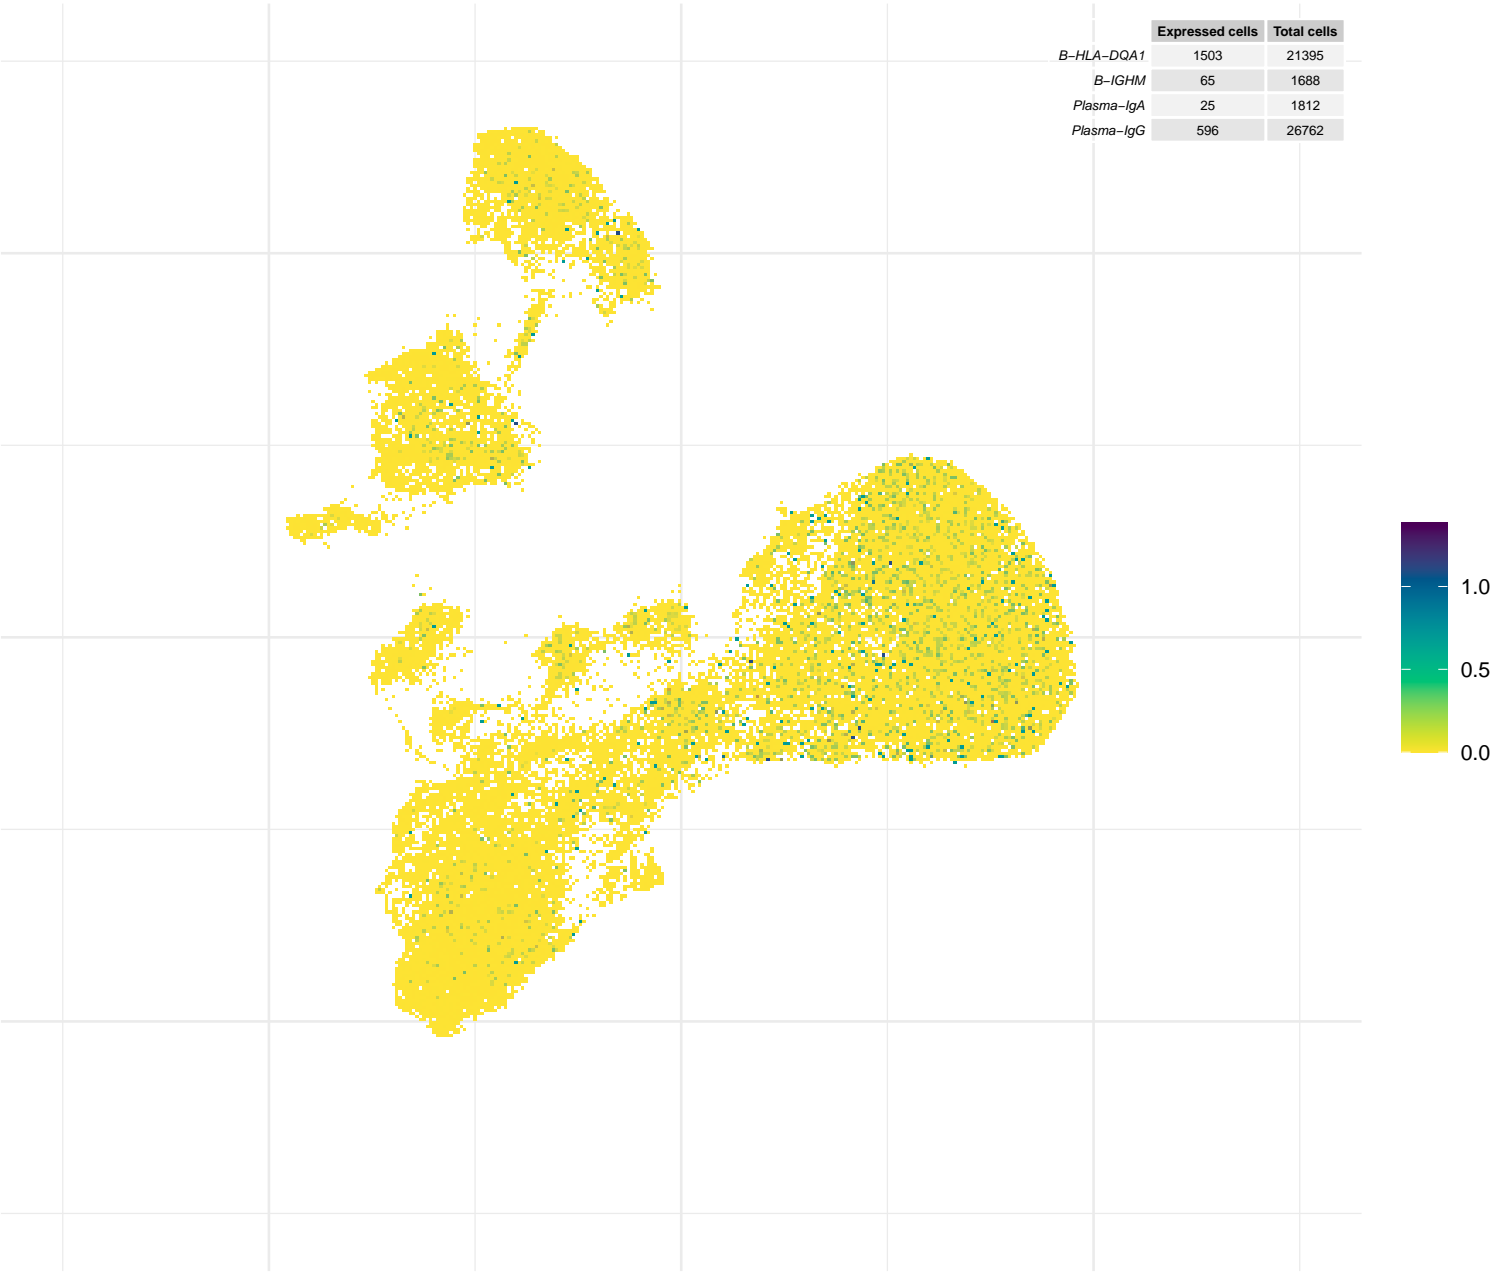 Expressed cells Total cells
B−HLA−DQA1 1503 21395
B−IGHM 65 1688
Plasma−IgA 25 1812
Plasma−IgG 596 26762
1.0
0.5
0.0